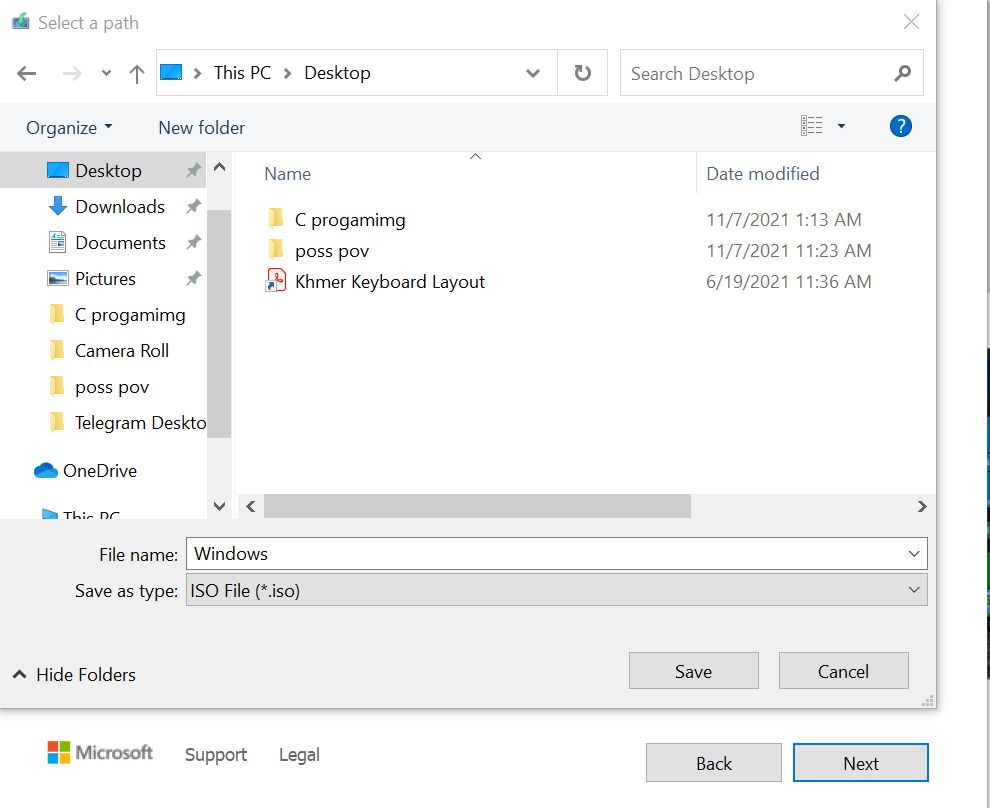 Select a path
This PC Desktop
Search Desktop
Organize New folder
?
Desktop
Downloads
Documents
Pictures
C progamimg
Camera Roll
poss pov
Telegram Deskto
OneDrive
This PC
Name Date modified
C progamimg 11/7/2021 1:13 AM
poss pov 11/7/2021 11:23 AM
Khmer Keyboard Layout 6/19/2021 11:36 AM
File name: Windows
Save as type: ISO File (*.iso)
Hide Folders
Save Cancel
Microsoft Support Legal
Back Next